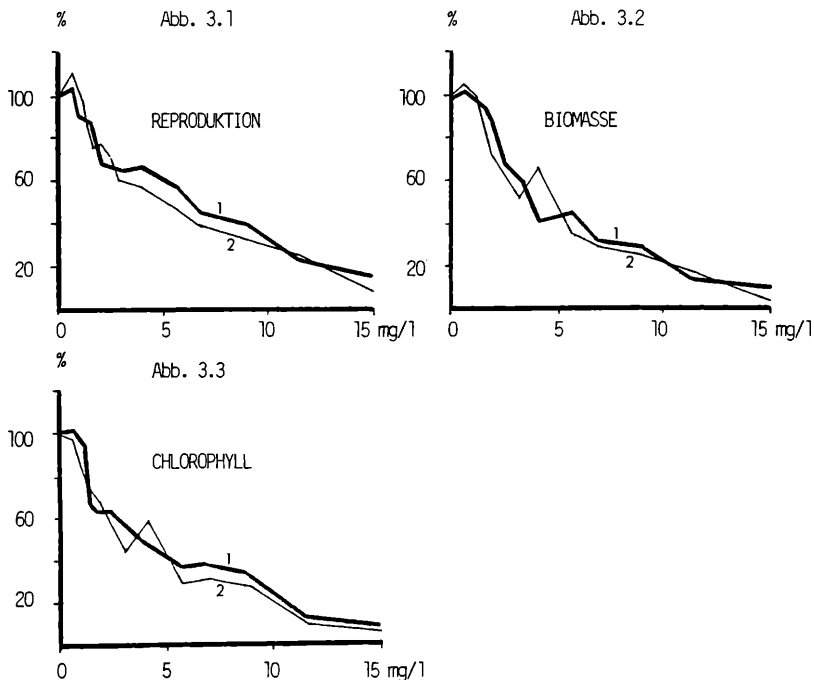 % Abb. 3.1
100
60
20
REPRODUKTION
1
2
0 5 10 15 mg/l
Abb. 3.2
100
60
20
BIOMASSE
1
2
0 5 10 15 mg/l
% Abb. 3.3
100
60
20
CHLOROPHYLL
1
2
0 5 10 15 mg/l